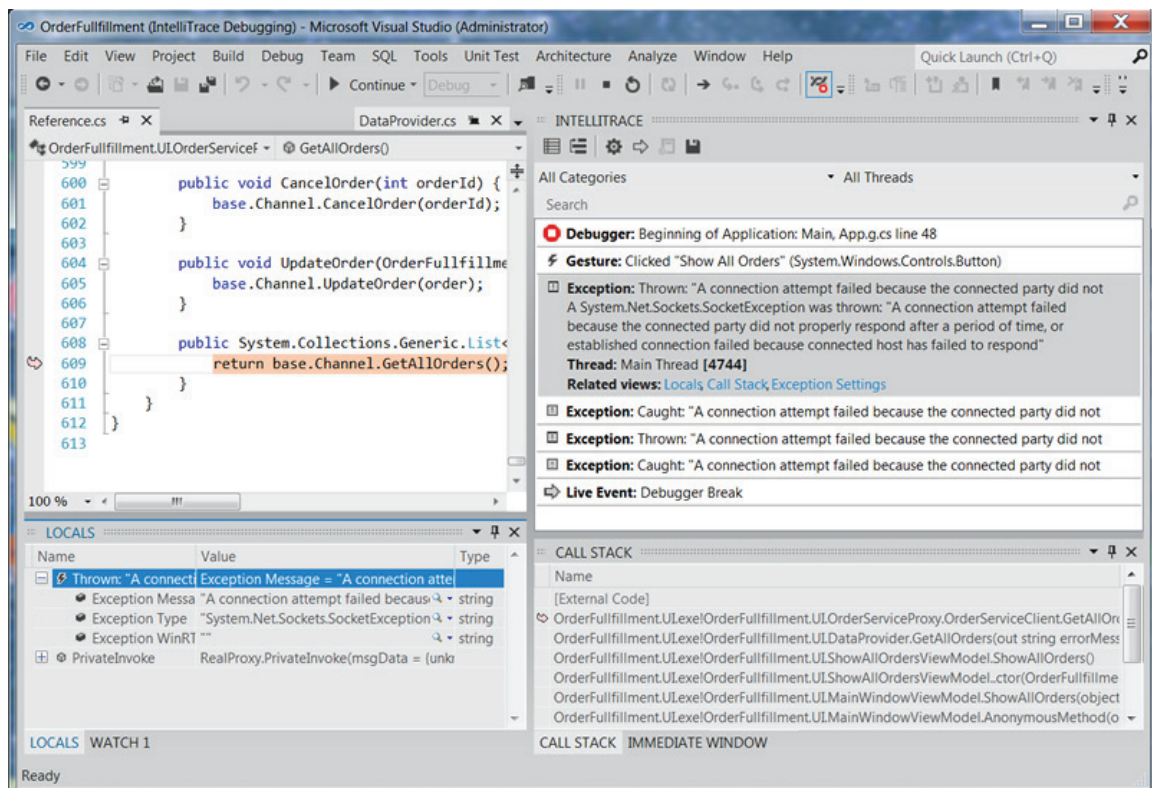 OrderFullfillment (IntelliTrace Debugging) - Microsoft Visual Studio (Administrator)
File Edit View Project Build Debug Team SQL Tools Unit Test Architecture Analyze Window Help Quick Launch (Ctrl+Q)
Continue Debug
Reference.cs DataProvider.cs
OrderFullfillment.UI.OrderServiceF GetAllOrders()
599
600 public void CancelOrder(int orderId) {
601 base.Channel.CancelOrder(orderId);
602 }
603
604 public void UpdateOrder(OrderFullfillme
605 base.Channel.UpdateOrder(order);
606 }
607
608 public System.Collections.Generic.List<
609 return base.Channel.GetAllOrders();
610 }
611 }
612 }
613
100 %
INTELLITRACE
All Categories All Threads
Search
Debugger: Beginning of Application: Main, App.g.cs line 48
Gesture: Clicked "Show All Orders" (System.Windows.Controls.Button)
Exception: Thrown: "A connection attempt failed because the connected party did not
A System.Net.Sockets.SocketException was thrown: "A connection attempt failed
because the connected party did not properly respond after a period of time, or
established connection failed because connected host has failed to respond"
Thread: Main Thread [4744]
Related views: Locals, Call Stack, Exception Settings
Exception: Caught: "A connection attempt failed because the connected party did not
Exception: Thrown: "A connection attempt failed because the connected party did not
Exception: Caught: "A connection attempt failed because the connected party did not
Live Event: Debugger Break
LOCALS
Name Value Type
Thrown: "A connecti Exception Message = "A connection atte
Exception Messa "A connection attempt failed becaus string
Exception Type "System.Net.Sockets.SocketException string
Exception WinRT "" string
PrivateInvoke RealProxy.PrivateInvoke(msgData = {unk
LOCALS WATCH 1
CALL STACK
Name
[External Code]
OrderFullfillment.UI.exe!OrderFullfillment.UI.OrderServiceProxy.OrderServiceClient.GetAllOr
OrderFullfillment.UI.exe!OrderFullfillment.UI.DataProvider.GetAllOrders(out string errorMess
OrderFullfillment.UI.exe!OrderFullfillment.UI.ShowAllOrdersViewModel.ShowAllOrders()
OrderFullfillment.UI.exe!OrderFullfillment.UI.ShowAllOrdersViewModel..ctor(OrderFullfillme
OrderFullfillment.UI.exe!OrderFullfillment.UI.MainWindowViewModel.ShowAllOrders(object
OrderFullfillment.UI.exe!OrderFullfillment.UI.MainWindowViewModel.AnonymousMethod(o
CALL STACK IMMEDIATE WINDOW
Ready